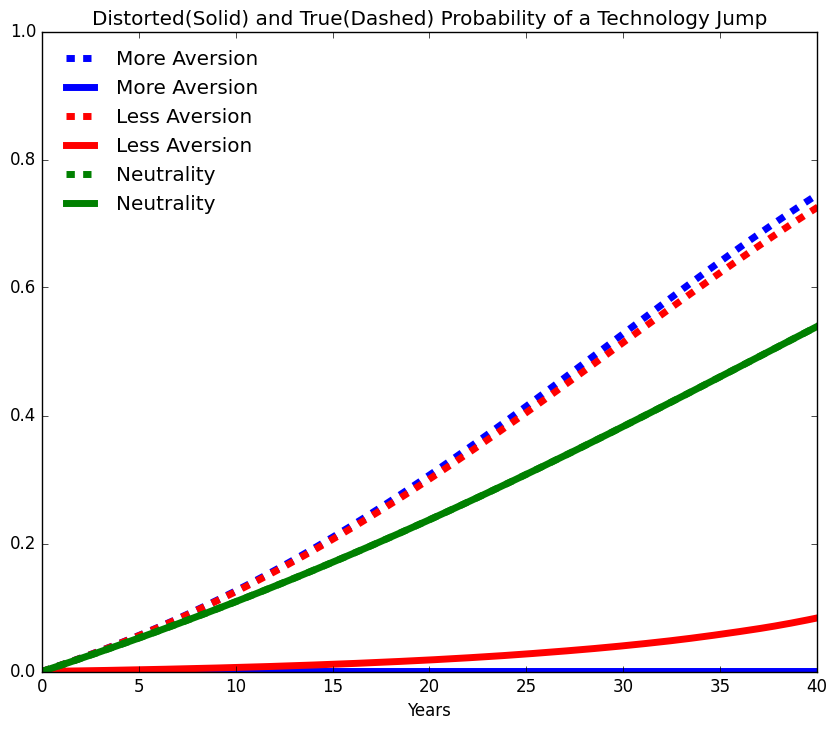 Distorted(Solid) and True(Dashed) Probability of a Technology Jump
1.0
More Aversion
More Aversion
Less Aversion
Less Aversion
Neutrality
Neutrality
0.8
0.6
0.4
0.2
0.0
0 5 10 15 20 25 30 35 40
Years